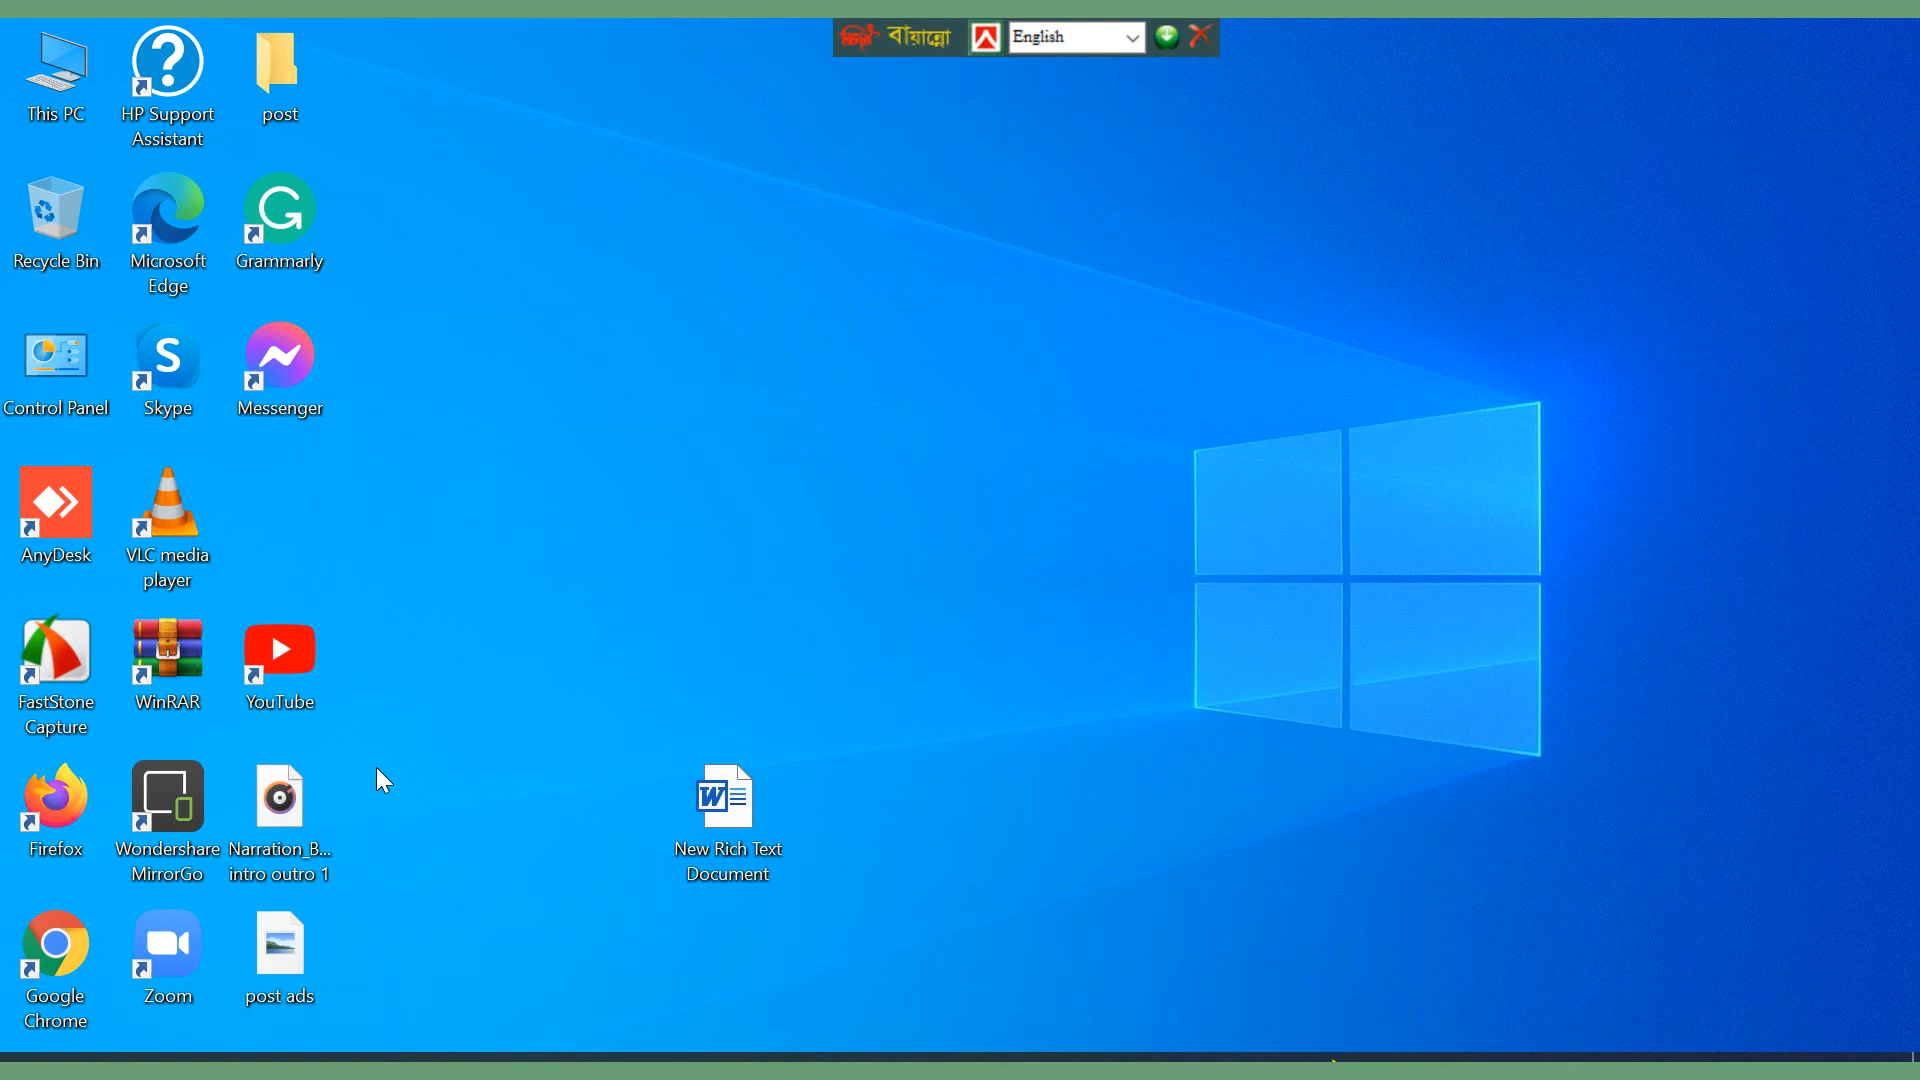 বায়ান্নো
English
This PC
HP Support
Assistant
post
Recycle Bin
Microsoft
Edge
Grammarly
Control Panel
Skype
Messenger
AnyDesk
VLC media
player
FastStone
Capture
WinRAR
YouTube
Firefox
Wondershare
MirrorGo
Narration_B...
intro outro 1
New Rich Text
Document
Google
Chrome
Zoom
post ads